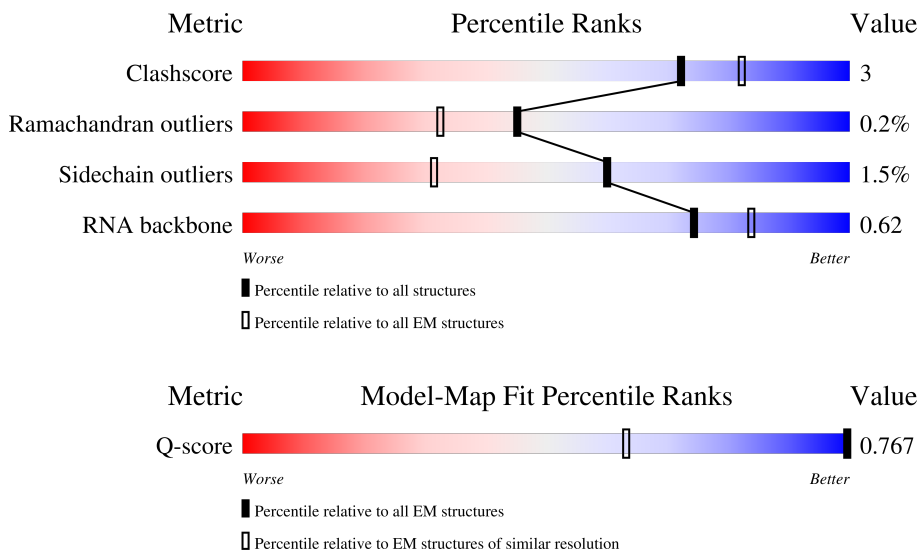 Metric Percentile Ranks Value
Clashscore 3
Ramachandran outliers 0.2%
Sidechain outliers 1.5%
RNA backbone 0.62
Worse Better
Percentile relative to all structures
Percentile relative to all EM structures
Metric Model-Map Fit Percentile Ranks Value
Q-score 0.767
Worse Better
Percentile relative to all EM structures
Percentile relative to EM structures of similar resolution